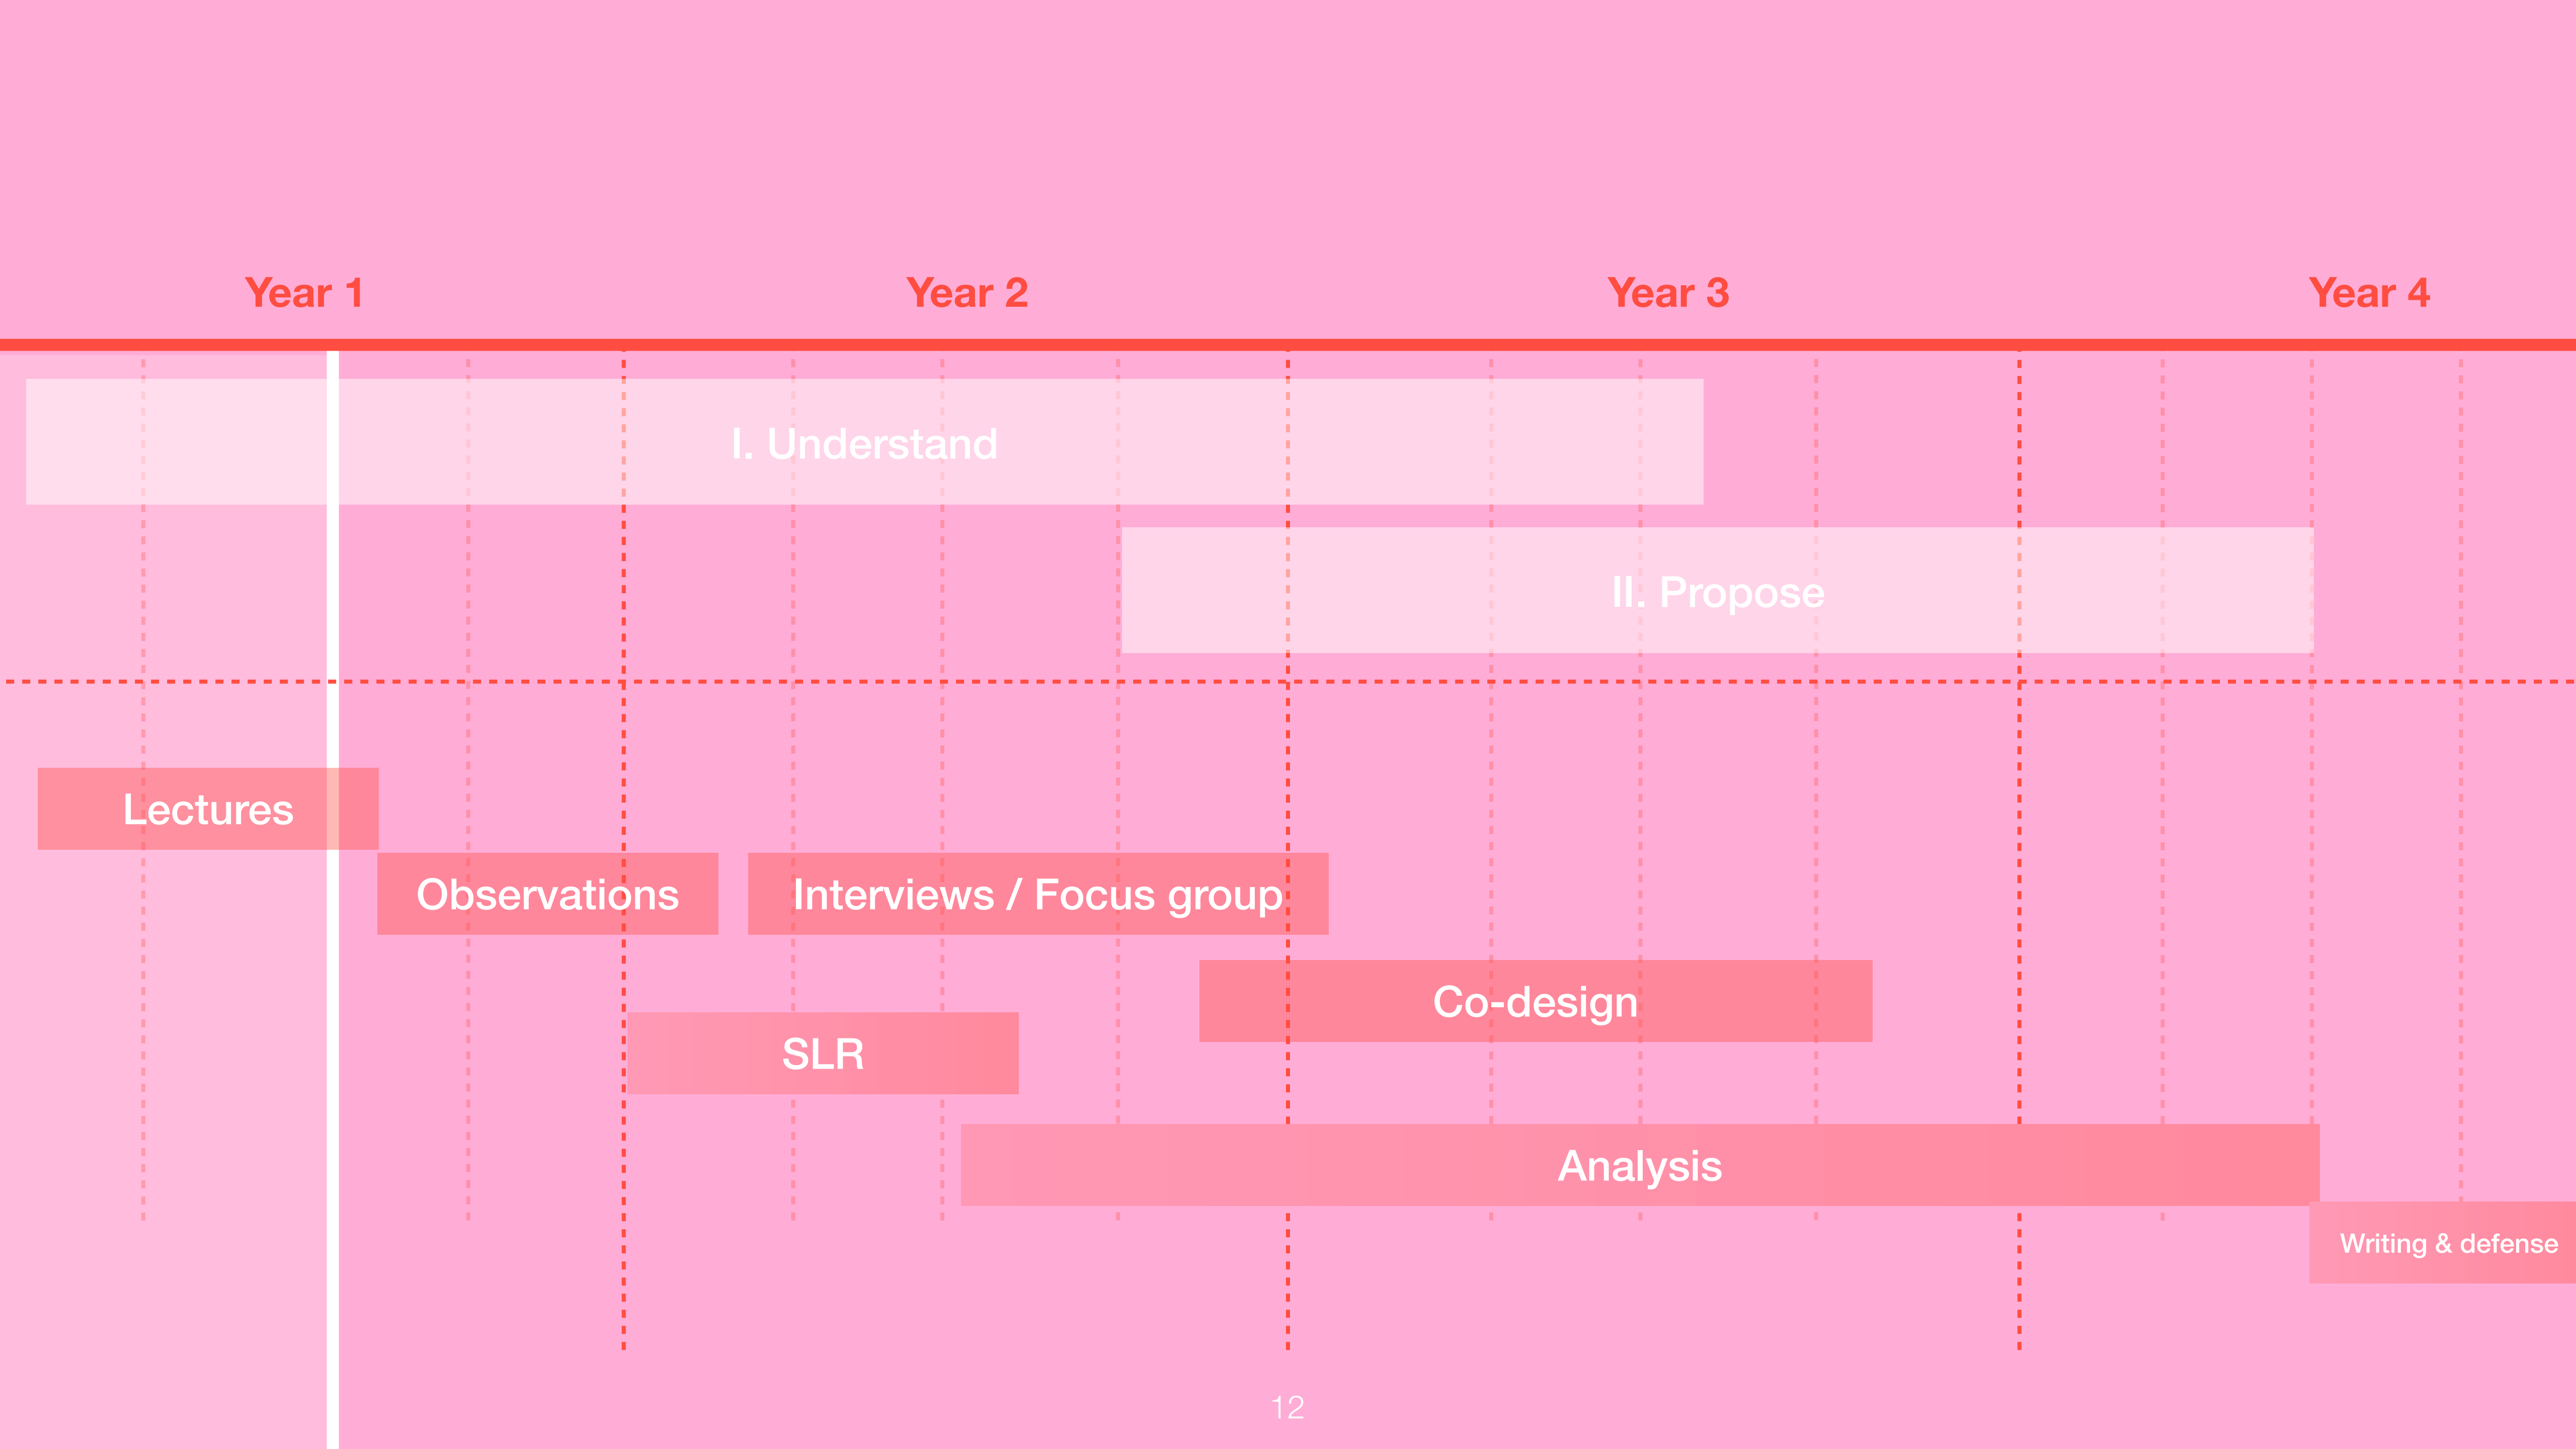 Year 1
Year 2
Year 3
Year 4
I. Understand
II. Propose
Lectures
Observations
Interviews / Focus group
Co-design
SLR
Analysis
Writing & defense
12